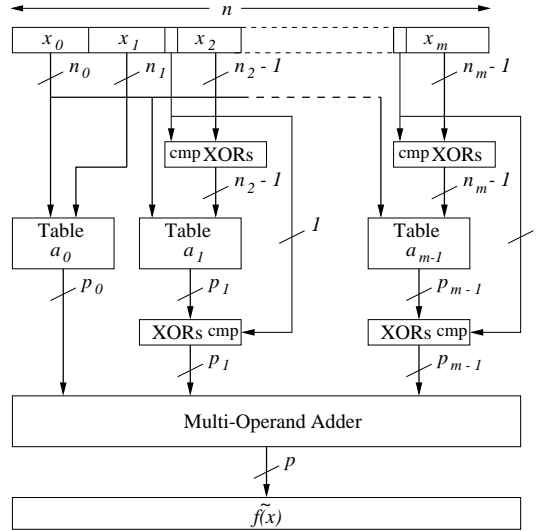 n
x0 x1 x2 xm
n0 n1 n2 - 1 nm - 1
cmp XORs cmp XORs
n2 - 1 nm - 1
Table a0 Table a1 1 Table am-1
p0 p1 pm - 1
XORs cmp XORs cmp
p1 pm - 1
Multi-Operand Adder
p
f̃(x)